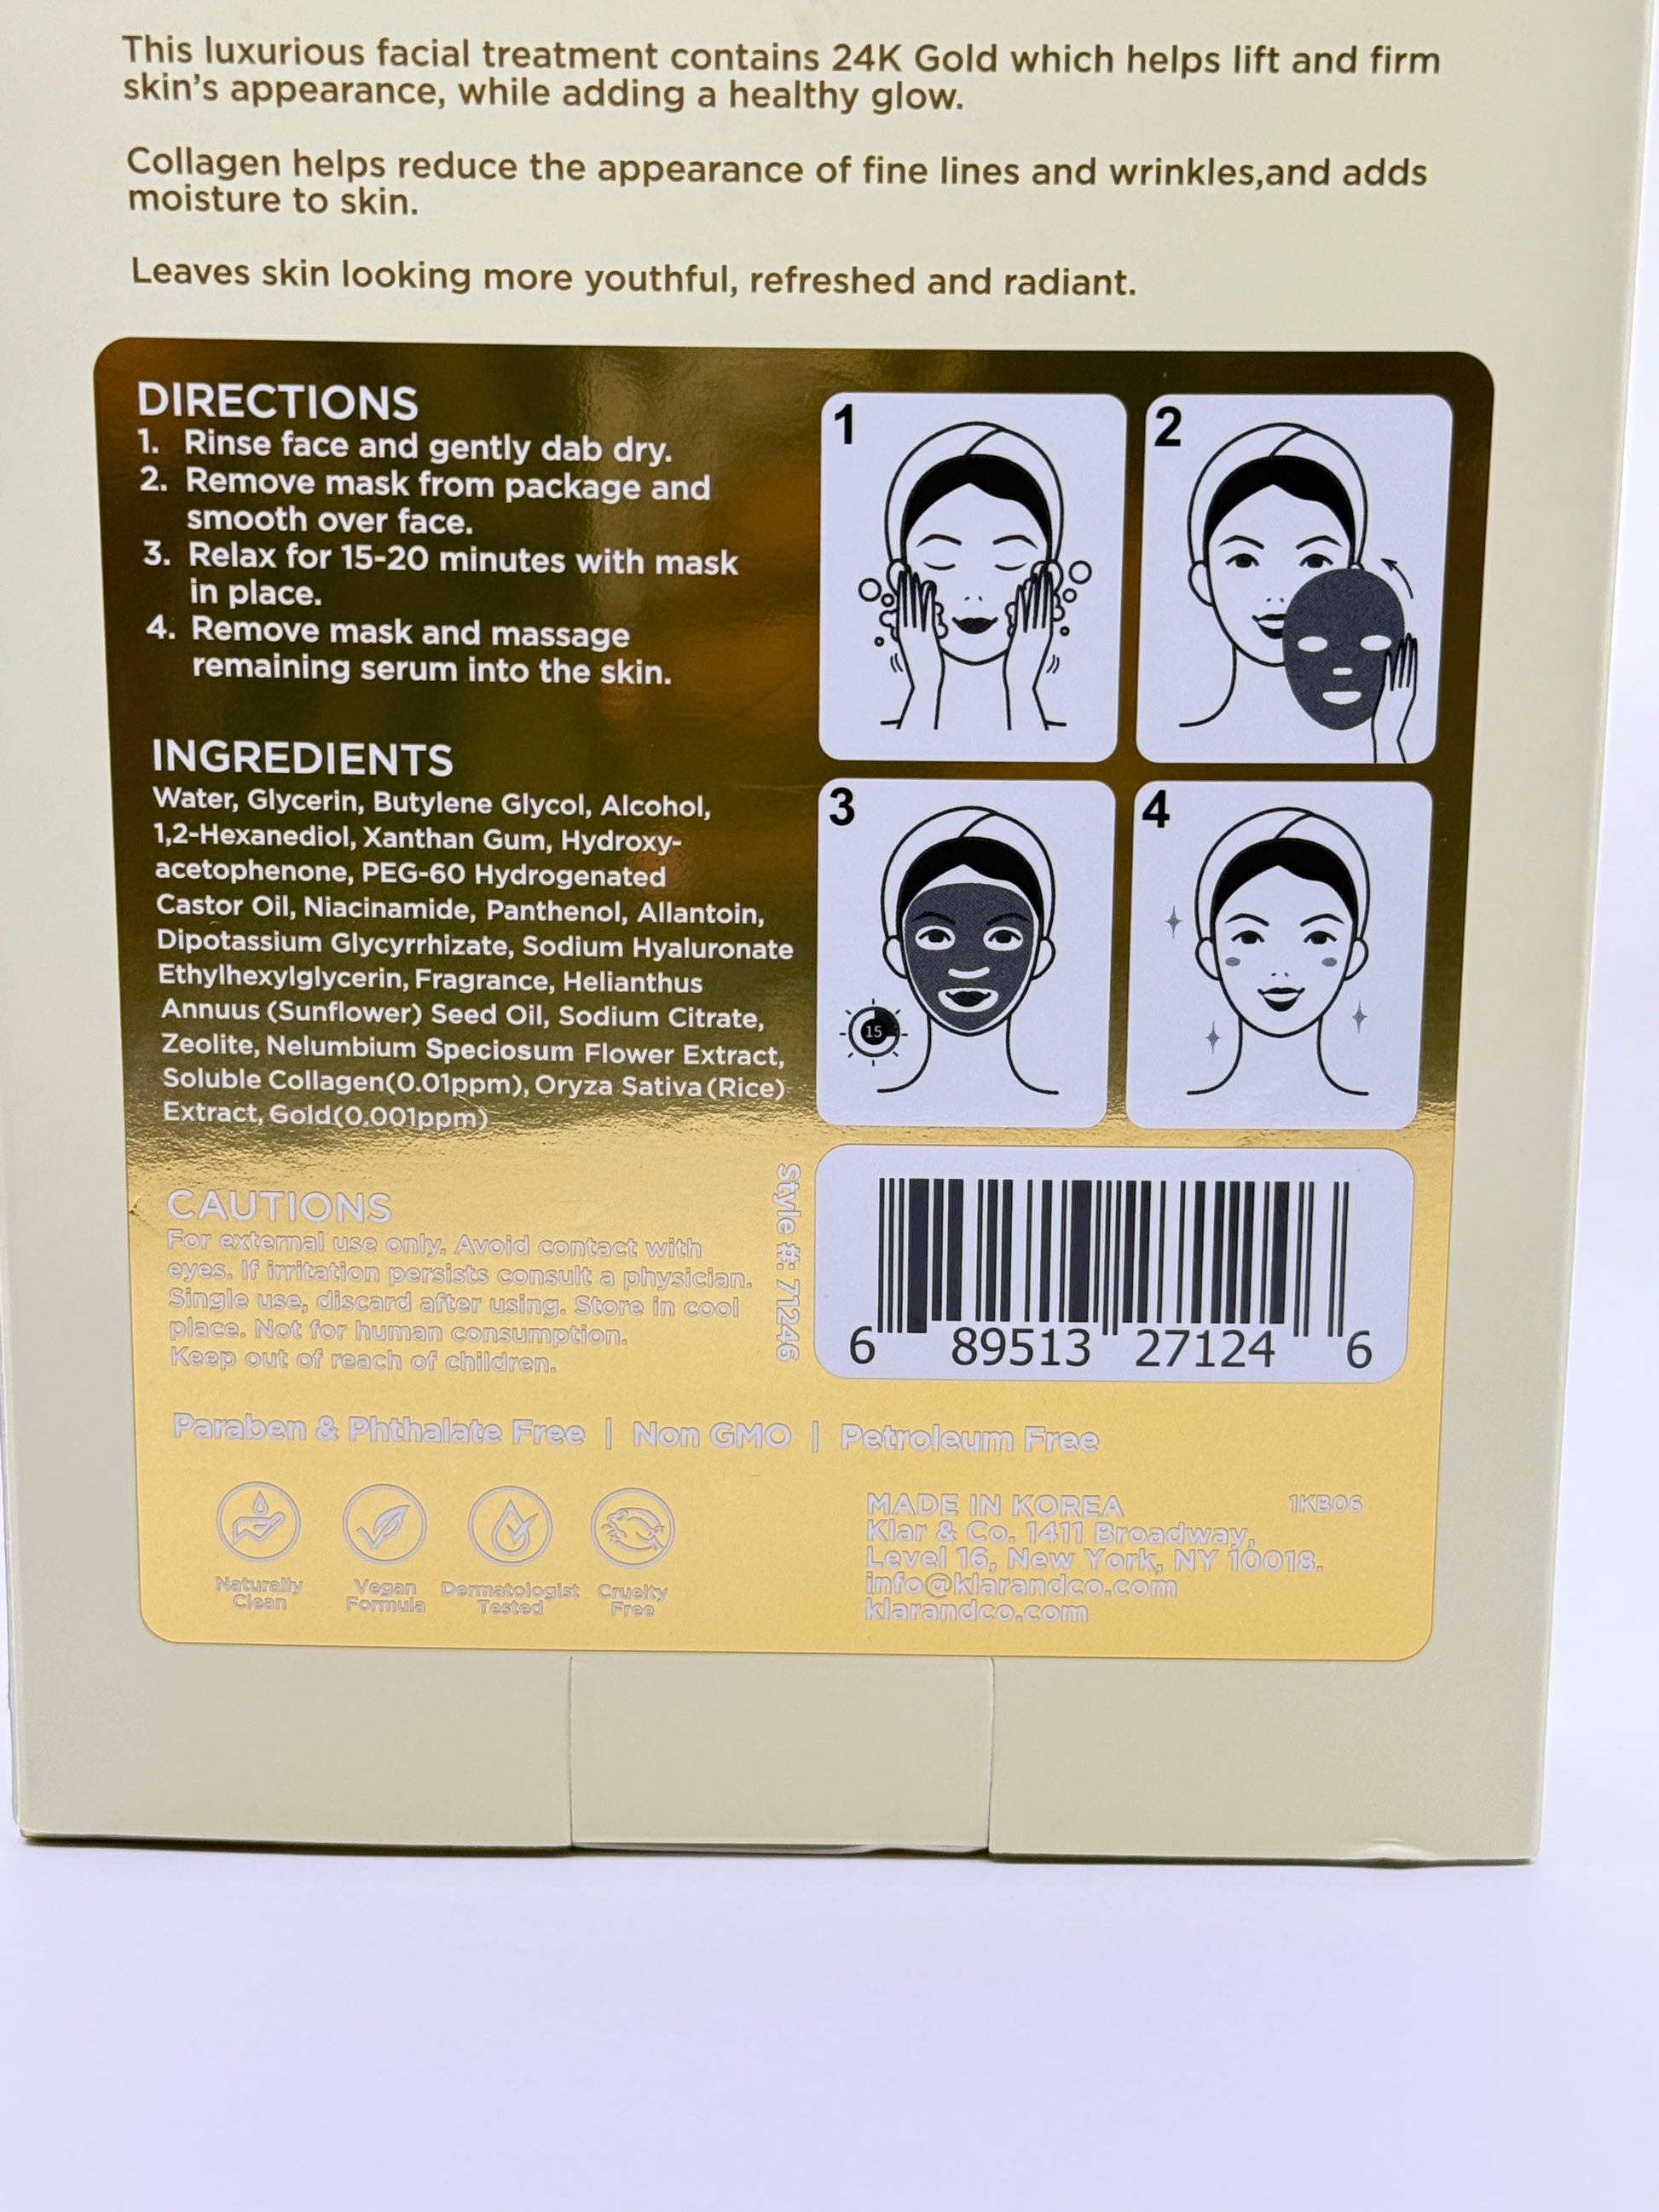 This luxurious facial treatment contains 24K Gold which helps lift and firm
skin's appearance, while adding a healthy glow.
Collagen helps reduce the appearance of fine lines and wrinkles,and adds
moisture to skin.
Leaves skin looking more youthful, refreshed and radiant.
DIRECTIONS
1. Rinse face and gently dab dry.
2. Remove mask from package and
smooth over face.
3. Relax for 15-20 minutes with mask
in place.
4. Remove mask and massage
remaining serum into the skin.
1
2
3
15
4
INGREDIENTS
Water, Glycerin, Butylene Glycol, Alcohol,
1,2-Hexanediol, Xanthan Gum, Hydroxy-
acetophenone, PEG-60 Hydrogenated
Castor Oil, Niacinamide, Panthenol, Allantoin,
Dipotassium Glycyrrhizate, Sodium Hyaluronate
Ethylhexylglycerin, Fragrance, Helianthus
Annuus (Sunflower) Seed Oil, Sodium Citrate,
Zeolite, Nelumbium Speciosum Flower Extract,
Soluble Collagen(0.01ppm), Oryza Sativa (Rice)
Extract, Gold(0.001ppm)
CAUTIONS
For external use only. Avoid contact with
eyes. If irritation persists consult a physician.
Single use, discard after using. Store in cool
place. Not for human consumption.
Keep out of reach of children.
Style #: 71246
6 89513 27124 6
Paraben & Phthalate Free | Non GMO | Petroleum Free
Naturally
Clean
Vegan
Formula
Dermatologist
Tested
Cruelty
Free
MADE IN KOREA 1KB06
Klar & Co. 1411 Broadway,
Level 16, New York, NY 10018.
info@klarandco.com
klarandco.com